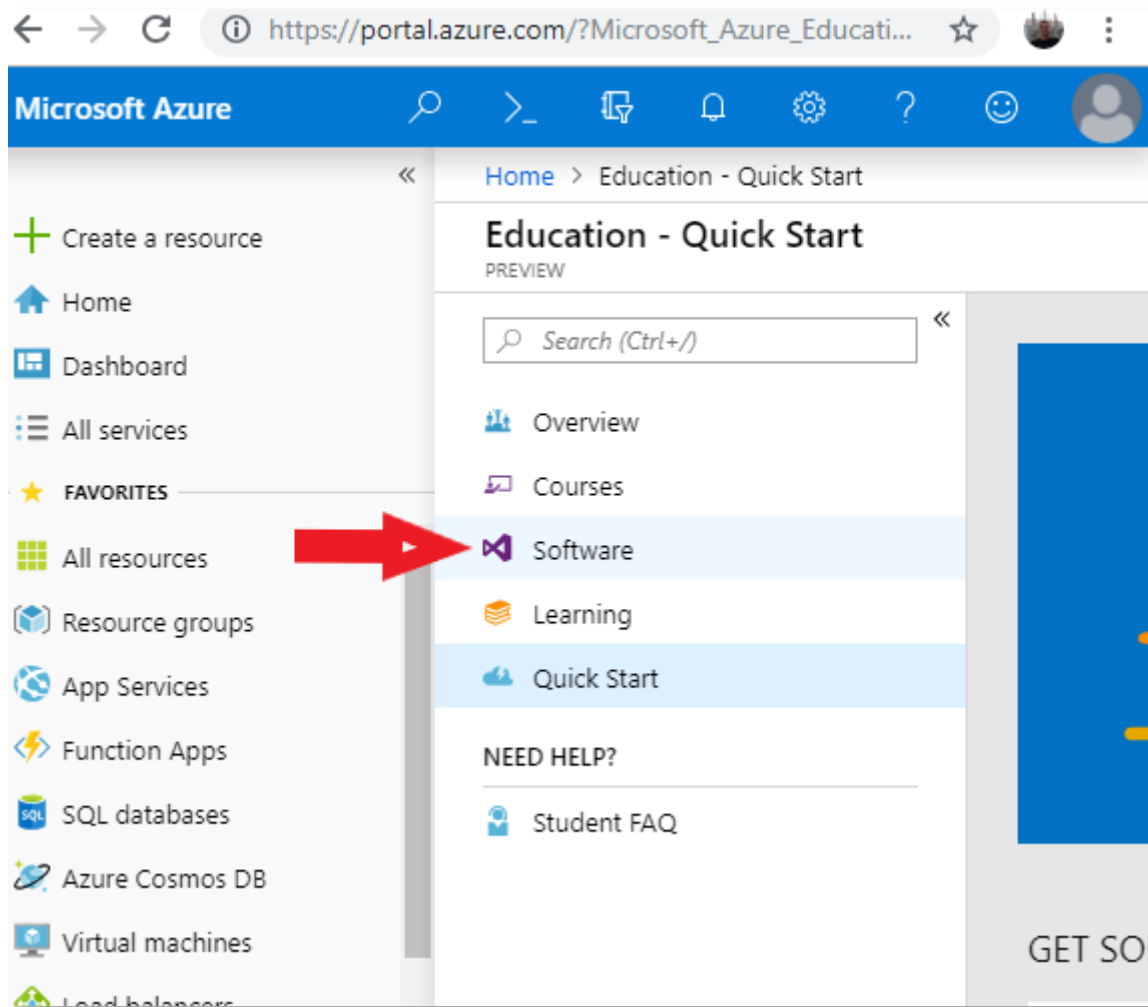 https://portal.azure.com/?Microsoft_Azure_Educati...
Microsoft Azure
Home > Education - Quick Start
Education - Quick Start
PREVIEW
Create a resource
Home
Dashboard
All services
FAVORITES
All resources
Resource groups
App Services
Function Apps
SQL databases
Azure Cosmos DB
Virtual machines
Load balancers
Search (Ctrl+/)
Overview
Courses
Software
Learning
Quick Start
NEED HELP?
Student FAQ
GET SO